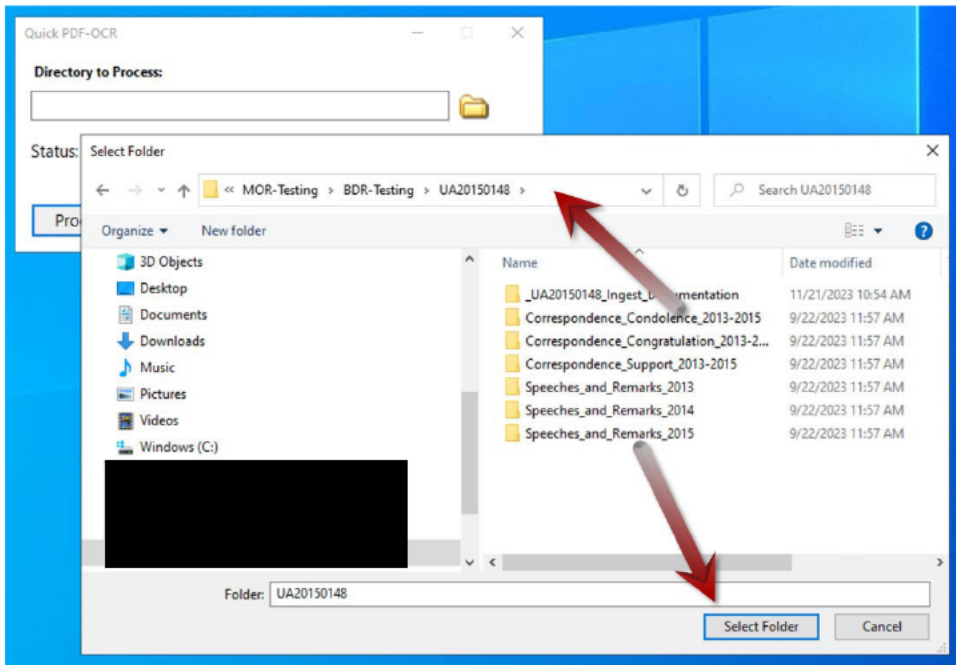 Quick PDF-OCR
Directory to Process:
Status:
Select Folder
« MOR-Testing > BDR-Testing > UA20150148 >
Search UA20150148
Organize
New folder
3D Objects
Desktop
Documents
Downloads
Music
Pictures
Videos
Windows (C:)
Name Date modified
11/21/2023 10:54 AM
Correspondence_Condolence_2013-2015 9/22/2023 11:57 AM
Correspondence_Congratulation_2013-2... 9/22/2023 11:57 AM
Correspondence_Support_2013-2015 9/22/2023 11:57 AM
Speeches_and_Remarks_2013 9/22/2023 11:57 AM
Speeches_and_Remarks_2014 9/22/2023 11:57 AM
Speeches_and_Remarks_2015 9/22/2023 11:57 AM
Folder: UA20150148
Select Folder
Cancel